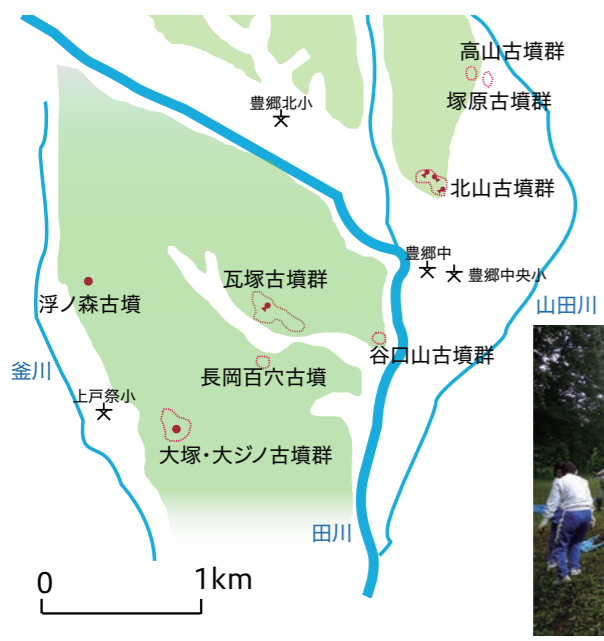 高山古墳群
豊郷北小
塚原古墳群
北山古墳群
豊郷中
豊郷中央小
瓦塚古墳群
浮ノ森古墳
山田川
谷口山古墳群
釜川
長岡百穴古墳
上戸祭小
大塚・大ジノ古墳群
田川
0 1km